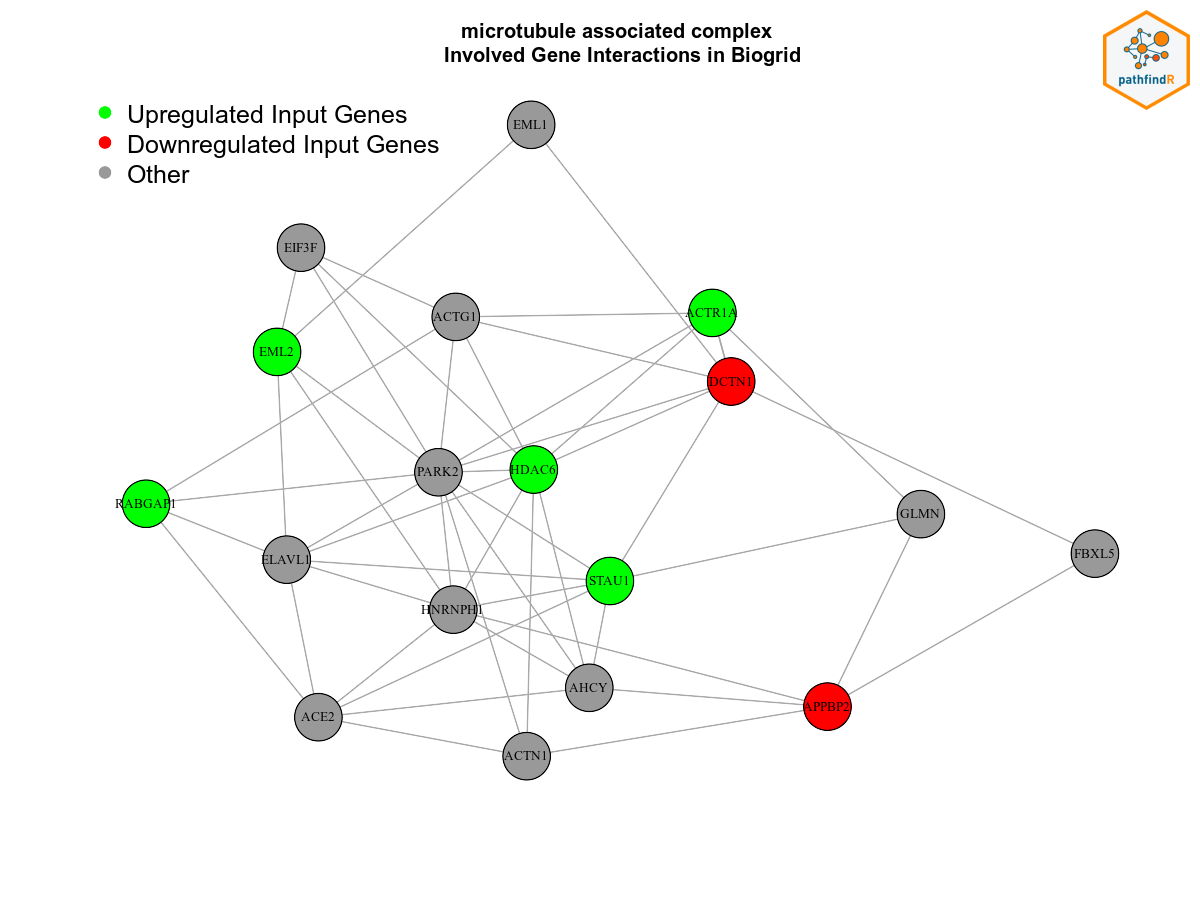 microtubule associated complex
Involved Gene Interactions in Biogrid
pathfindR
Upregulated Input Genes
Downregulated Input Genes
Other
EML1
EIF3F
ACTG1
ACTR1A
EML2
DCTN1
PARK2
HDAC6
RABGAP1
GLMN
FBXL5
ELAVL1
STAU1
HNRNPH1
AHCY
ACE2
APPBP2
ACTN1